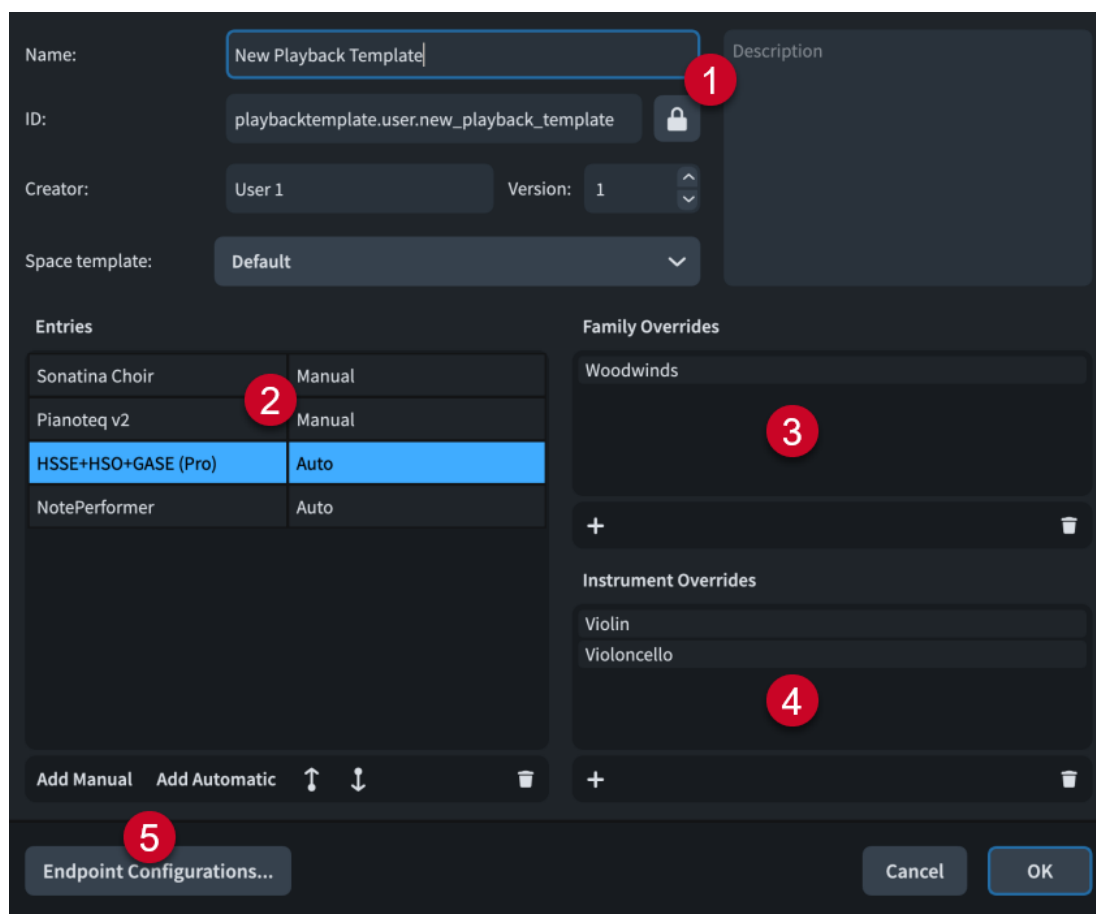 Name: New Playback Template Description
1
ID: playbacktemplate.user.new_playback_template
Creator: User 1 Version: 1
Space template: Default
Entries Family Overrides
Sonatina Choir Manual Woodwinds
2
Pianoteq v2 Manual
3
HSSE+HSO+GASE (Pro) Auto
NotePerformer Auto
+
Instrument Overrides
Violin
Violoncello
4
Add Manual Add Automatic +
5
Endpoint Configurations... Cancel OK